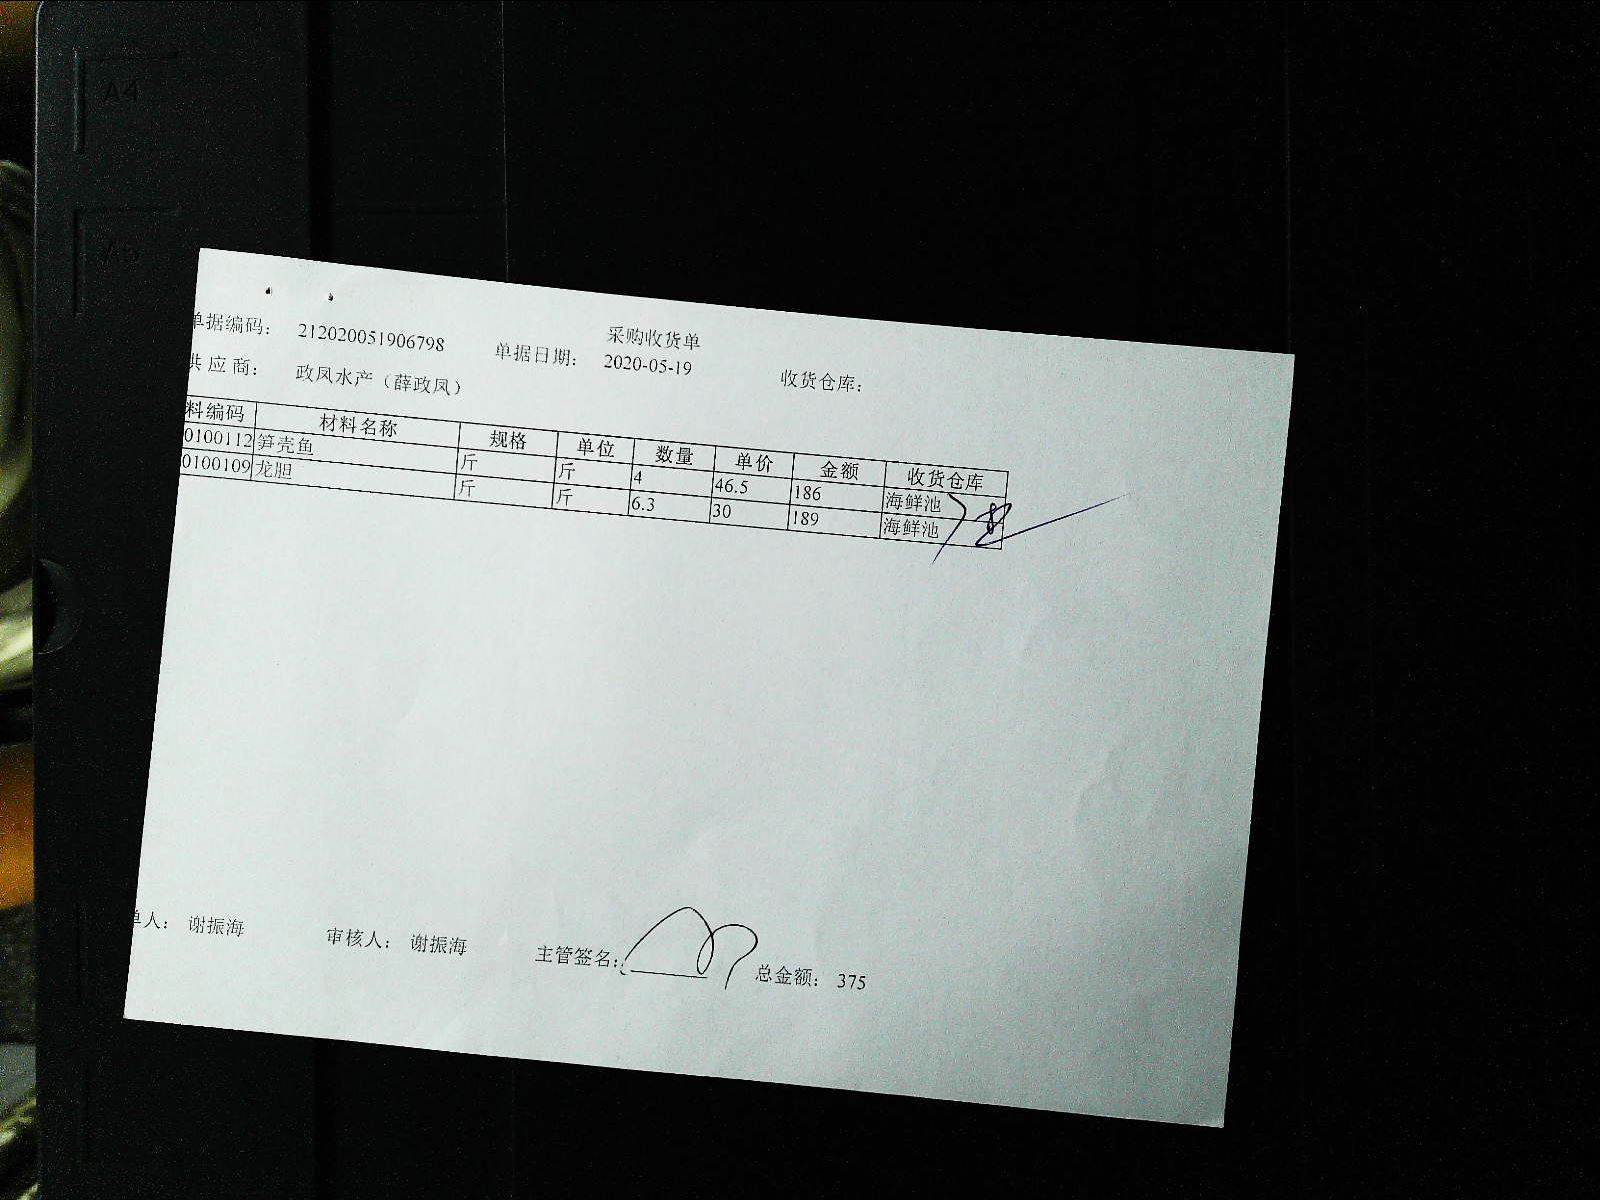 A4
A5
采购收货单
单据编码： 212020051906798 单据日期： 2020-05-19 收货仓库：
供应商： 政凤水产（薛政凤）
料编码 材料名称 规格 单位 数量 单价 金额 收货仓库
0100112 笋壳鱼 斤 斤 4 46.5 186 海鲜池
0100109 龙胆 斤 斤 6.3 30 189 海鲜池
单人： 谢振海 审核人： 谢振海 主管签名： 总金额： 375